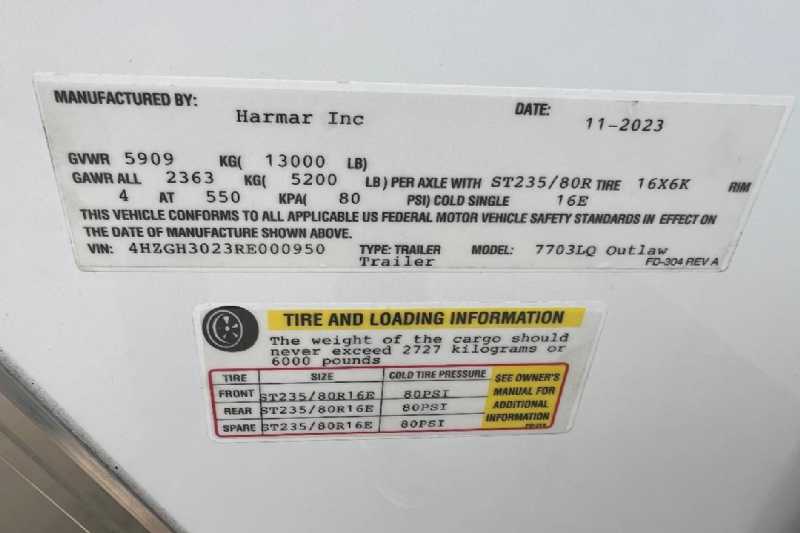 MANUFACTURED BY: Harmar Inc DATE: 11-2023
GVWR 5909 KG( 13000 LB)
GAWR ALL 2363 KG( 5200 LB) PER AXLE WITH ST235/80R TIRE 16X6K RIM
4 AT 550 KPA( 80 PSI) COLD SINGLE 16E
THIS VEHICLE CONFORMS TO ALL APPLICABLE US FEDERAL MOTOR VEHICLE SAFETY STANDARDS IN EFFECT ON
THE DATE OF MANUFACTURE SHOWN ABOVE.
VIN: 4HZGH3023RE000950 TYPE: TRAILER MODEL: 7703LQ Outlaw
Trailer FD-304 REV A
TIRE AND LOADING INFORMATION
The weight of the cargo should
never exceed 2727 kilograms or
6000 pounds
TIRE SIZE COLD TIRE PRESSURE SEE OWNER'S
FRONT ST235/80R16E 80PSI MANUAL FOR
REAR ST235/80R16E 80PSI ADDITIONAL
SPARE ST235/80R16E 80PSI INFORMATION